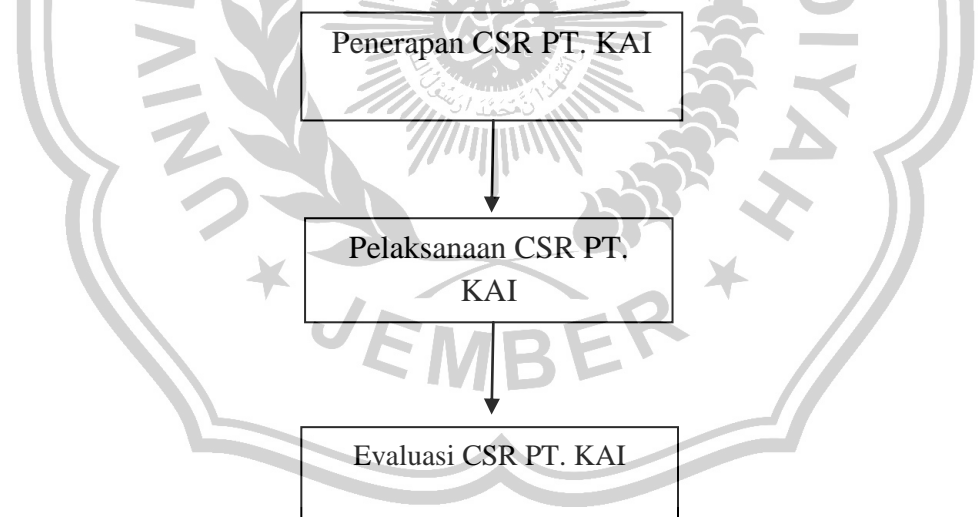 Penerapan CSR PT. KAI
Pelaksanaan CSR PT.
KAI
Evaluasi CSR PT. KAI
JEMBER